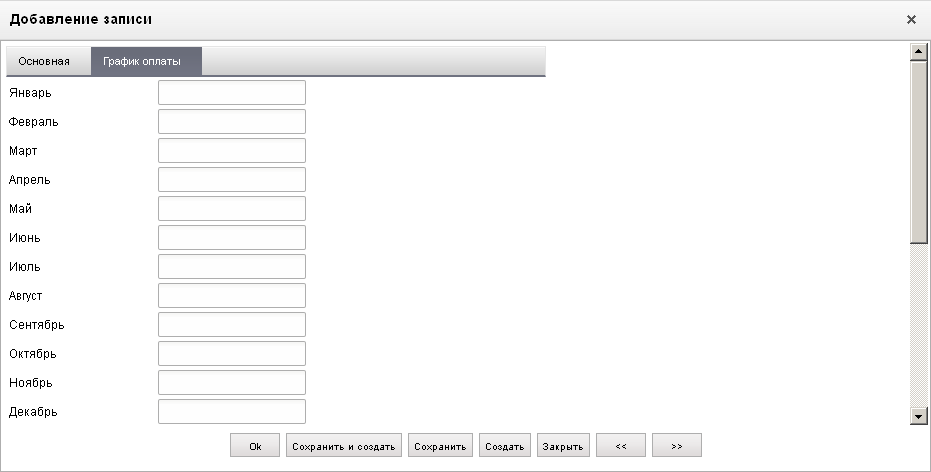 Добавление записи
Основная График оплаты
Январь
Февраль
Март
Апрель
Май
Июнь
Июль
Август
Сентябрь
Октябрь
Ноябрь
Декабрь
Ok Сохранить и создать Сохранить Создать Закрыть << >>